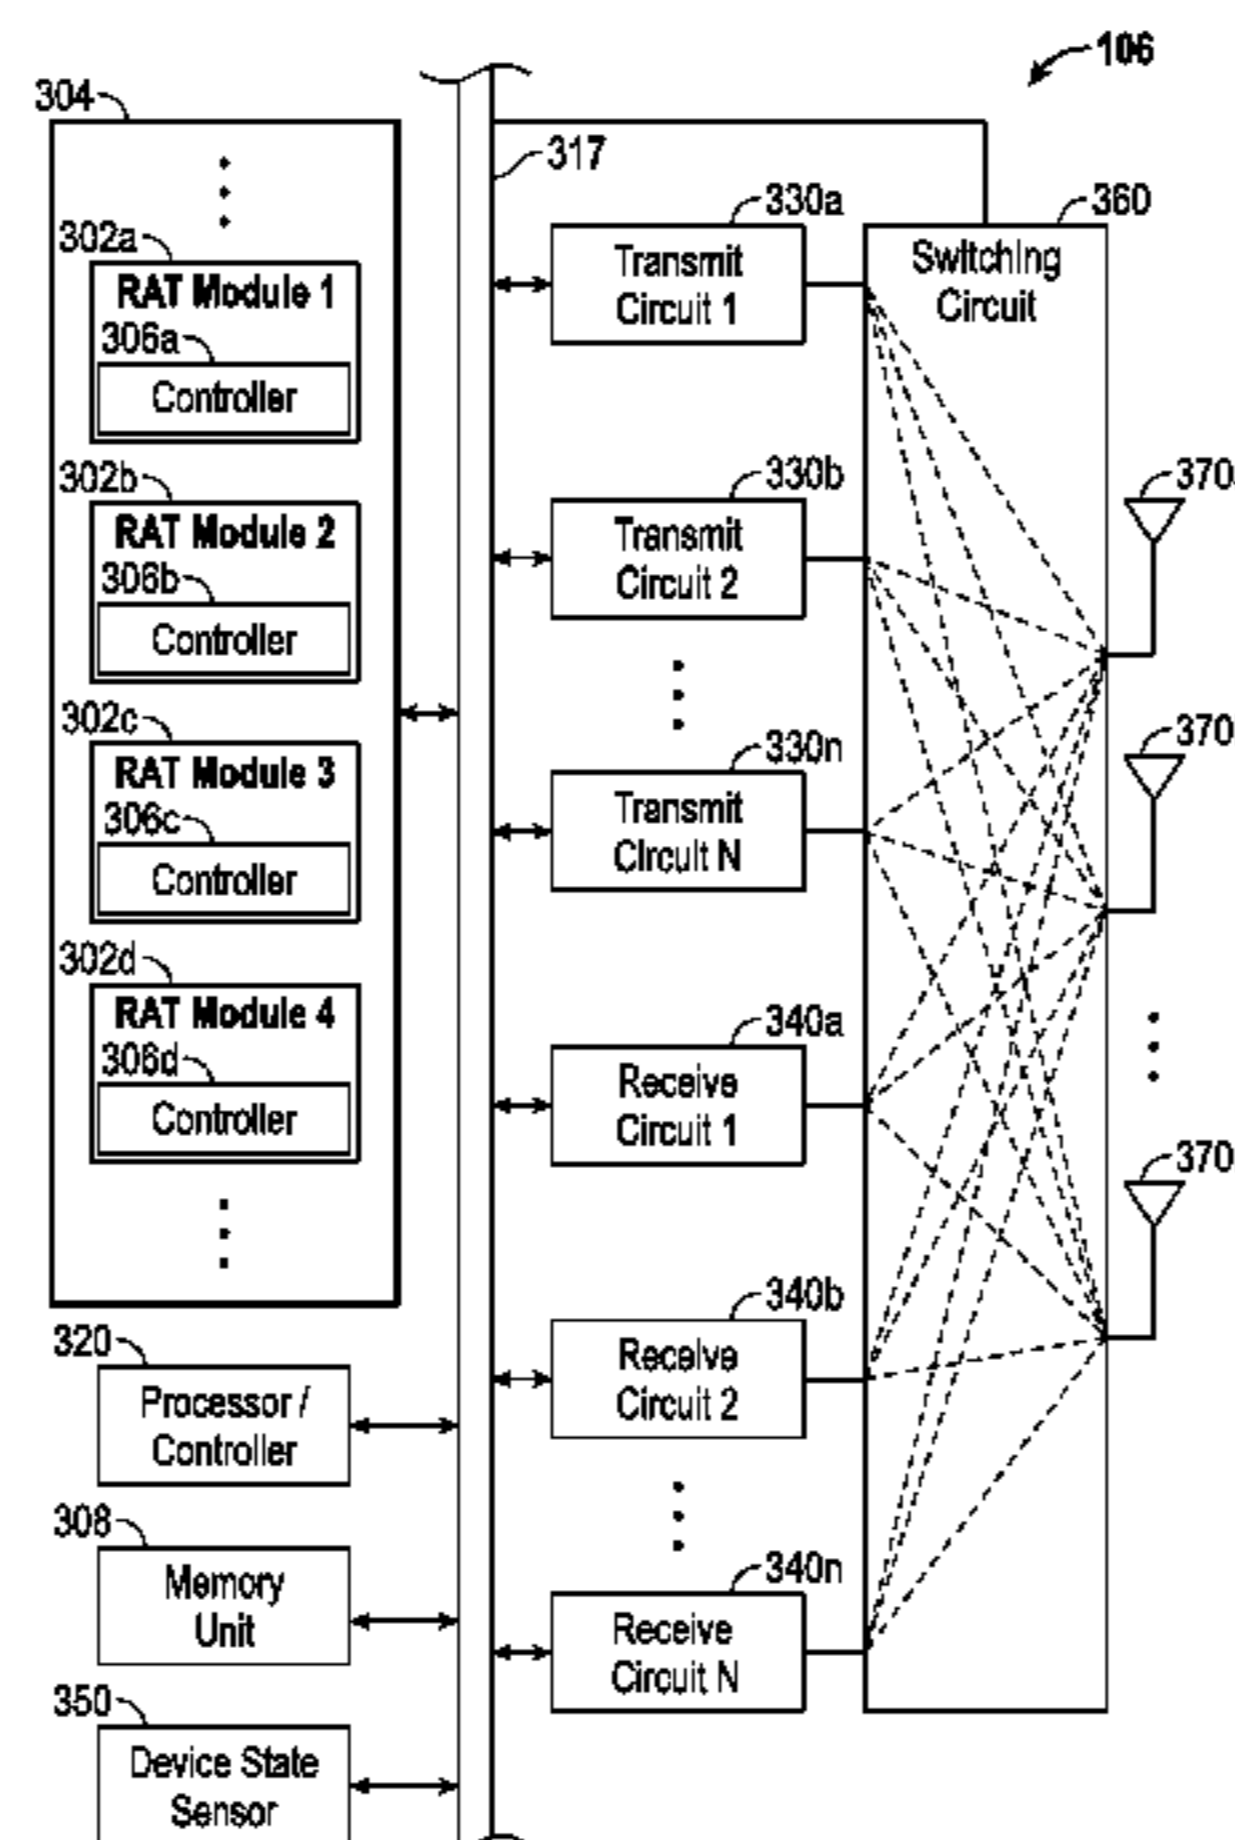 106
304
317
330a
360
Transmit
Circuit 1
Switching
Circuit
302a
RAT Module 1
306a
Controller
302b
RAT Module 2
306b
Controller
330b
Transmit
Circuit 2
370
302c
RAT Module 3
306c
Controller
330n
Transmit
Circuit N
370
302d
RAT Module 4
306d
Controller
340a
Receive
Circuit 1
370
320
Processor /
Controller
340b
Receive
Circuit 2
308
Memory
Unit
340n
Receive
Circuit N
350
Device State
Sensor